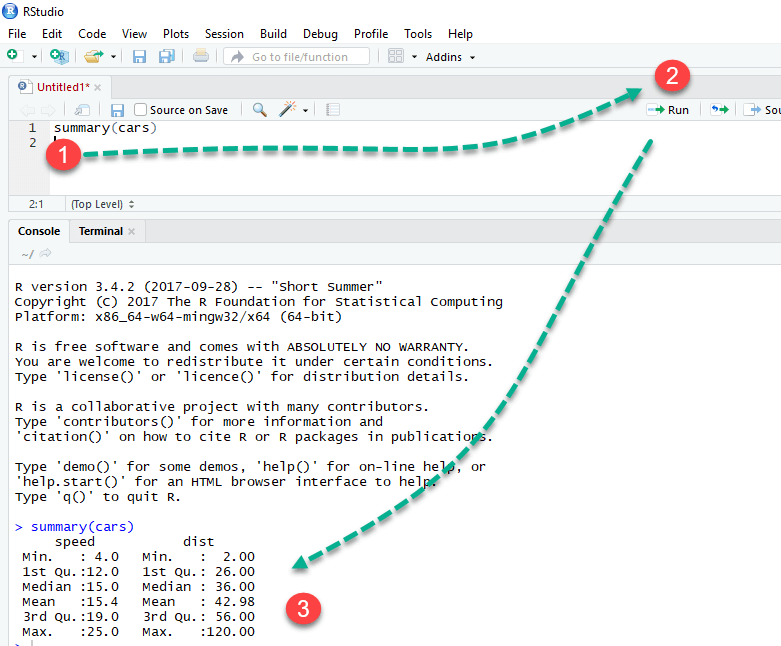 RStudio
File Edit Code View Plots Session Build Debug Profile Tools Help
Go to file/function Addins
Untitled1*
Source on Save Run Sou
2
1 summary(cars)
2
1
2:1 (Top Level)
Console Terminal
~/
R version 3.4.2 (2017-09-28) -- "Short Summer"
Copyright (C) 2017 The R Foundation for Statistical Computing
Platform: x86_64-w64-mingw32/x64 (64-bit)
R is free software and comes with ABSOLUTELY NO WARRANTY.
You are welcome to redistribute it under certain conditions.
Type 'license()' or 'licence()' for distribution details.
R is a collaborative project with many contributors.
Type 'contributors()' for more information and
'citation()' on how to cite R or R packages in publications.
Type 'demo()' for some demos, 'help()' for on-line help, or
'help.start()' for an HTML browser interface to help.
Type 'q()' to quit R.
> summary(cars)
speed dist
Min. : 4.0 Min. : 2.00
1st Qu.:12.0 1st Qu.: 26.00
Median :15.0 Median : 36.00
Mean :15.4 Mean : 42.98
3rd Qu.:19.0 3rd Qu.: 56.00
Max. :25.0 Max. :120.00
3
>